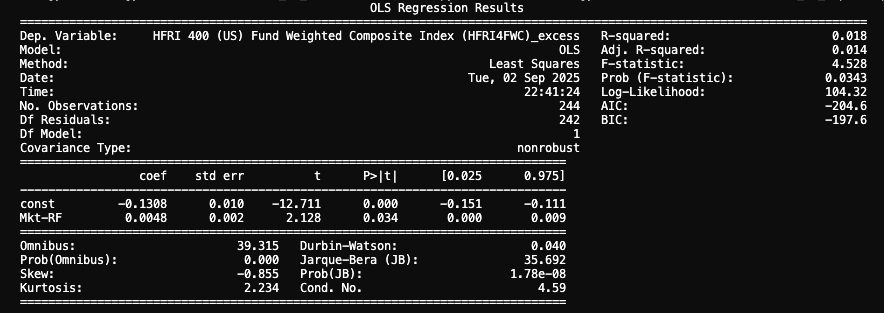 OLS Regression Results
Dep. Variable: HFRI 400 (US) Fund Weighted Composite Index (HFRI4FWC)_excess R-squared: 0.018
Model: OLS Adj. R-squared: 0.014
Method: Least Squares F-statistic: 4.528
Date: Tue, 02 Sep 2025 Prob (F-statistic): 0.0343
Time: 22:41:24 Log-Likelihood: 104.32
No. Observations: 244 AIC: -204.6
Df Residuals: 242 BIC: -197.6
Df Model: 1
Covariance Type: nonrobust
coef std err t P>|t| [0.025 0.975]
const -0.1308 0.010 -12.711 0.000 -0.151 -0.111
Mkt-RF 0.0048 0.002 2.128 0.034 0.000 0.009
Omnibus: 39.315 Durbin-Watson: 0.040
Prob(Omnibus): 0.000 Jarque-Bera (JB): 35.692
Skew: -0.855 Prob(JB): 1.78e-08
Kurtosis: 2.234 Cond. No. 4.59